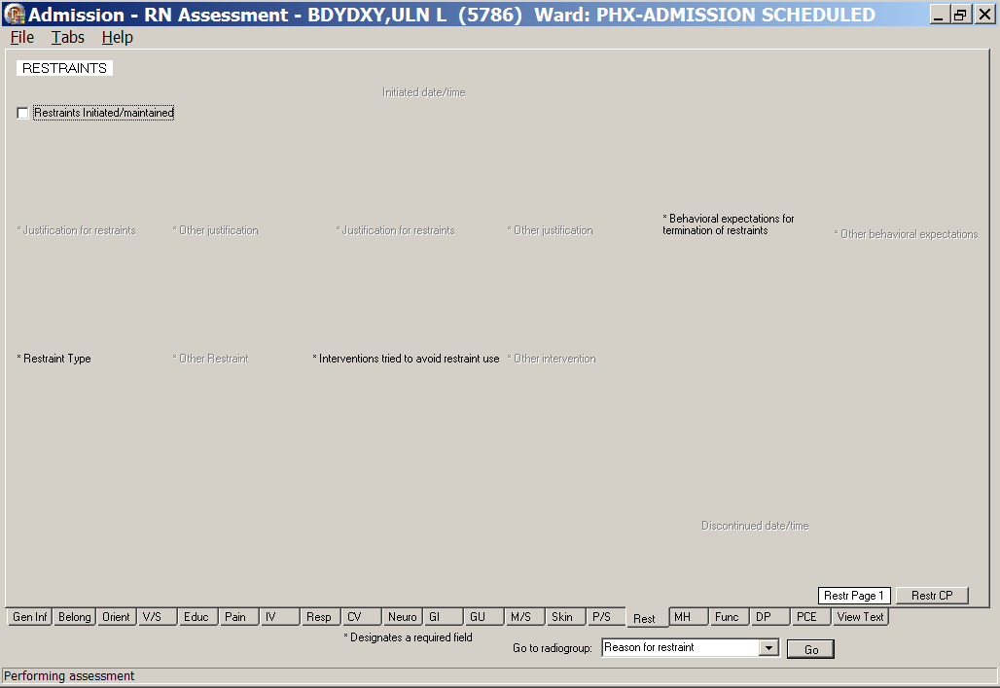 Admission - RN Assessment - BDYDXY,ULN L (5786) Ward: PHX-ADMISSION SCHEDULED
File Tabs Help
RESTRAINTS
Initiated date/time
Restraints Initiated/maintained
* Behavioral expectations for
termination of restraints
* Justification for restraints * Other justification * Justification for restraints * Other justification * Other behavioral expectations
* Restraint Type * Other Restraint * Interventions tried to avoid restraint use * Other intervention
Discontinued date/time
Restr Page 1 Restr CP
Gen Inf Belong Orient V/S Educ Pain IV Resp CV Neuro GI GU M/S Skin P/S Rest MH Func DP PCE View Text
* Designates a required field
Go to radiogroup: Reason for restraint Go
Performing assessment